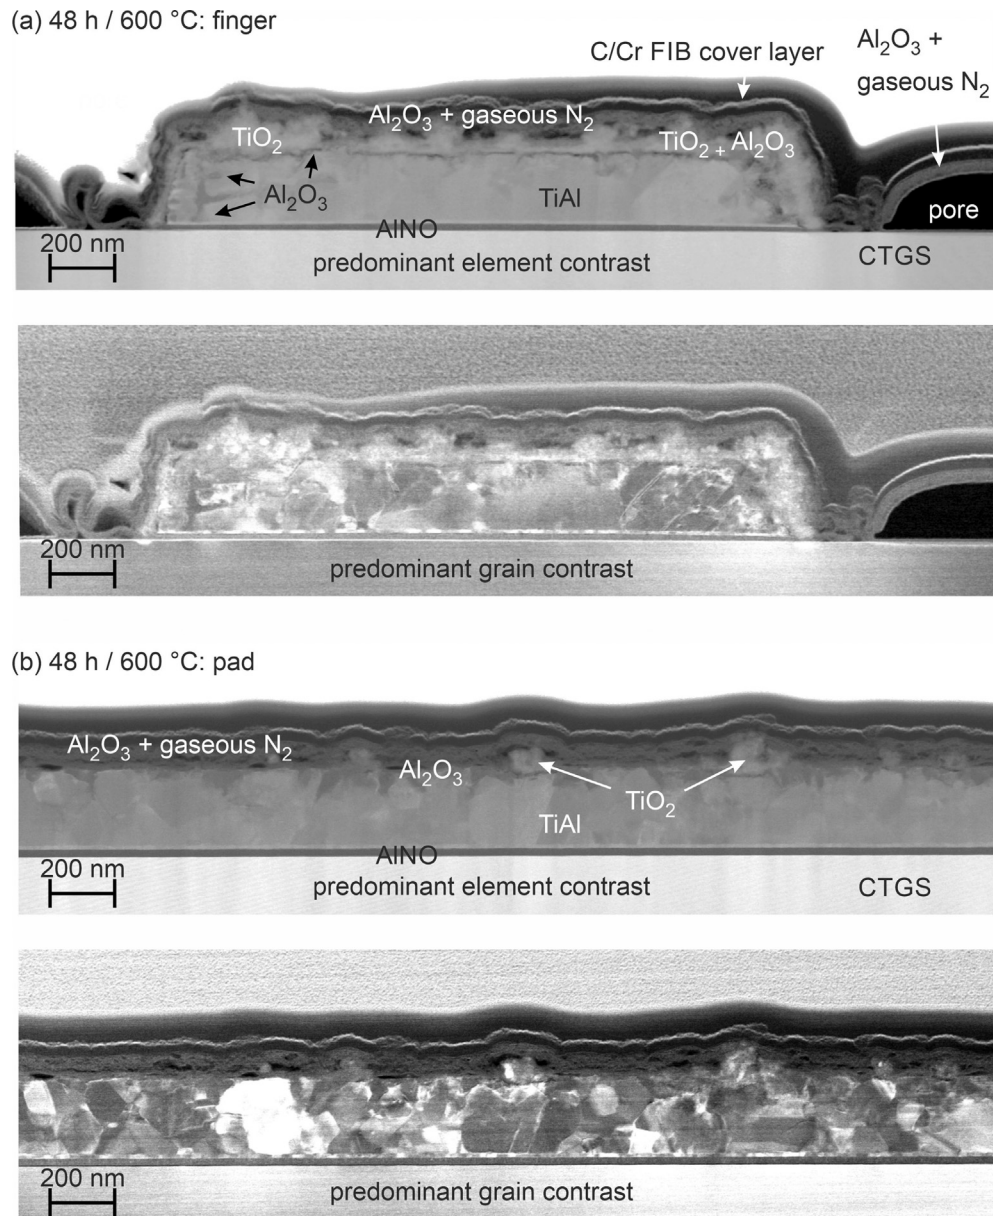 (a) 48 h / 600 °C: finger
C/Cr FIB cover layer
Al₂O₃ +
gaseous N₂
Al₂O₃ + gaseous N₂
TiO₂
TiO₂ + Al₂O₃
Al₂O₃
TiAl
pore
AlNO
200 nm
predominant element contrast
CTGS
200 nm
predominant grain contrast
(b) 48 h / 600 °C: pad
Al₂O₃ + gaseous N₂
Al₂O₃
TiO₂
TiAl
AlNO
200 nm
predominant element contrast
CTGS
200 nm
predominant grain contrast